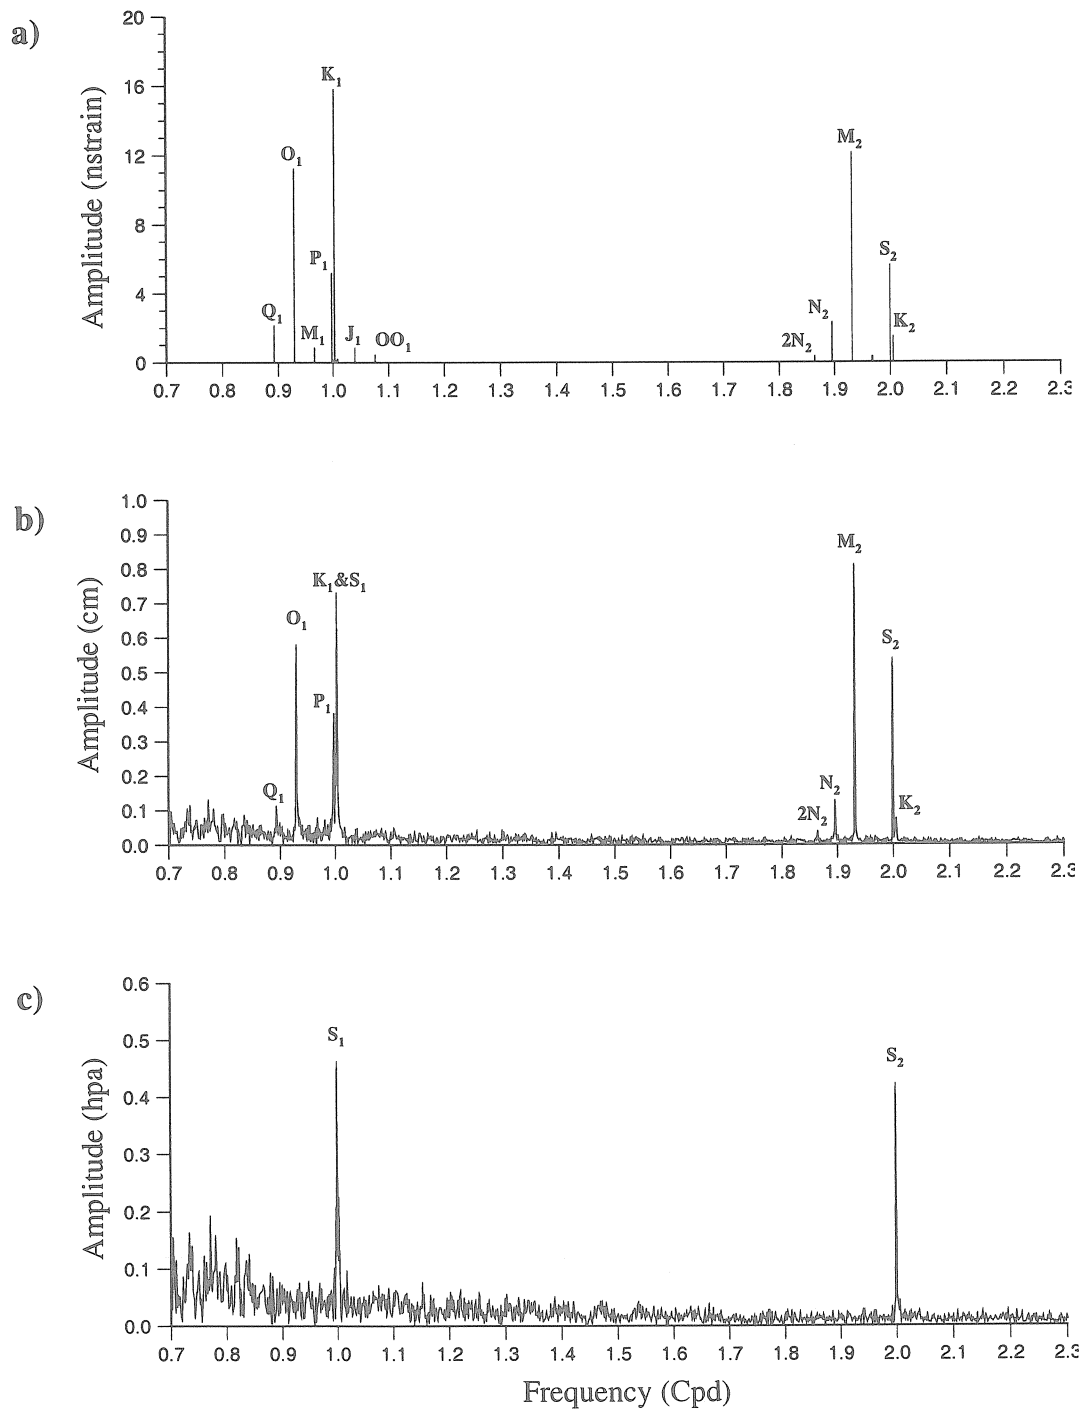 a)
Amplitude (nstrain)
20
16
12
8
4
0
K1
O1
P1
Q1
M1
J1
OO1
M2
S2
N2
K2
2N2
0.7 0.8 0.9 1.0 1.1 1.2 1.3 1.4 1.5 1.6 1.7 1.8 1.9 2.0 2.1 2.2 2.3
b)
Amplitude (cm)
1.0
0.9
0.8
0.7
0.6
0.5
0.4
0.3
0.2
0.1
0.0
M2
K1&S1
O1
S2
P1
Q1
N2
2N2
K2
0.7 0.8 0.9 1.0 1.1 1.2 1.3 1.4 1.5 1.6 1.7 1.8 1.9 2.0 2.1 2.2 2.3
c)
Amplitude (hpa)
0.6
0.5
0.4
0.3
0.2
0.1
0.0
S1
S2
0.7 0.8 0.9 1.0 1.1 1.2 1.3 1.4 1.5 1.6 1.7 1.8 1.9 2.0 2.1 2.2 2.3
Frequency (Cpd)